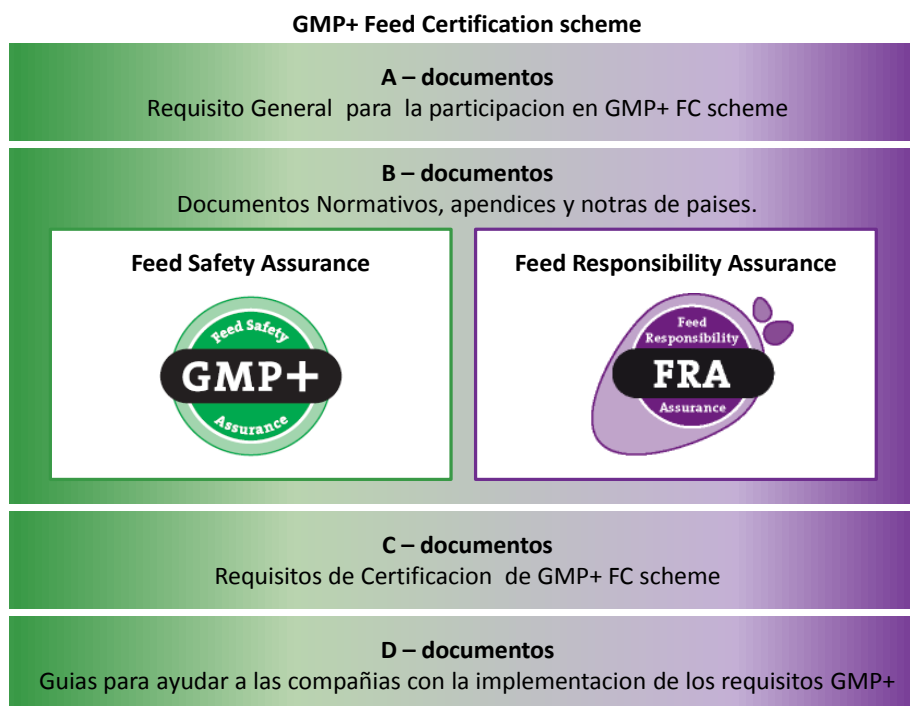 GMP+ Feed Certification scheme
A – documentos
Requisito General para la participacion en GMP+ FC scheme
B – documentos
Documentos Normativos, apendices y notras de paises.
Feed Safety Assurance
Feed Safety
GMP+
Assurance
Feed Responsibility Assurance
Feed
Responsibility
FRA
Assurance
C – documentos
Requisitos de Certificacion de GMP+ FC scheme
D – documentos
Guias para ayudar a las compañias con la implementacion de los requisitos GMP+